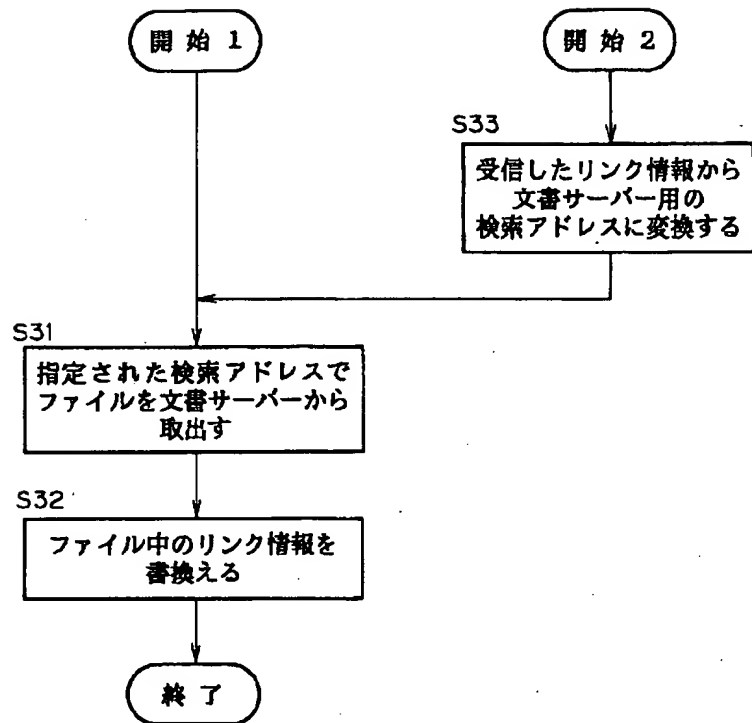 開始1
開始2
S33
受信したリンク情報から
文書サーバー用の
検索アドレスに変換する
S31
指定された検索アドレスで
ファイルを文書サーバーから
取出す
S32
ファイル中のリンク情報を
書換える
終了